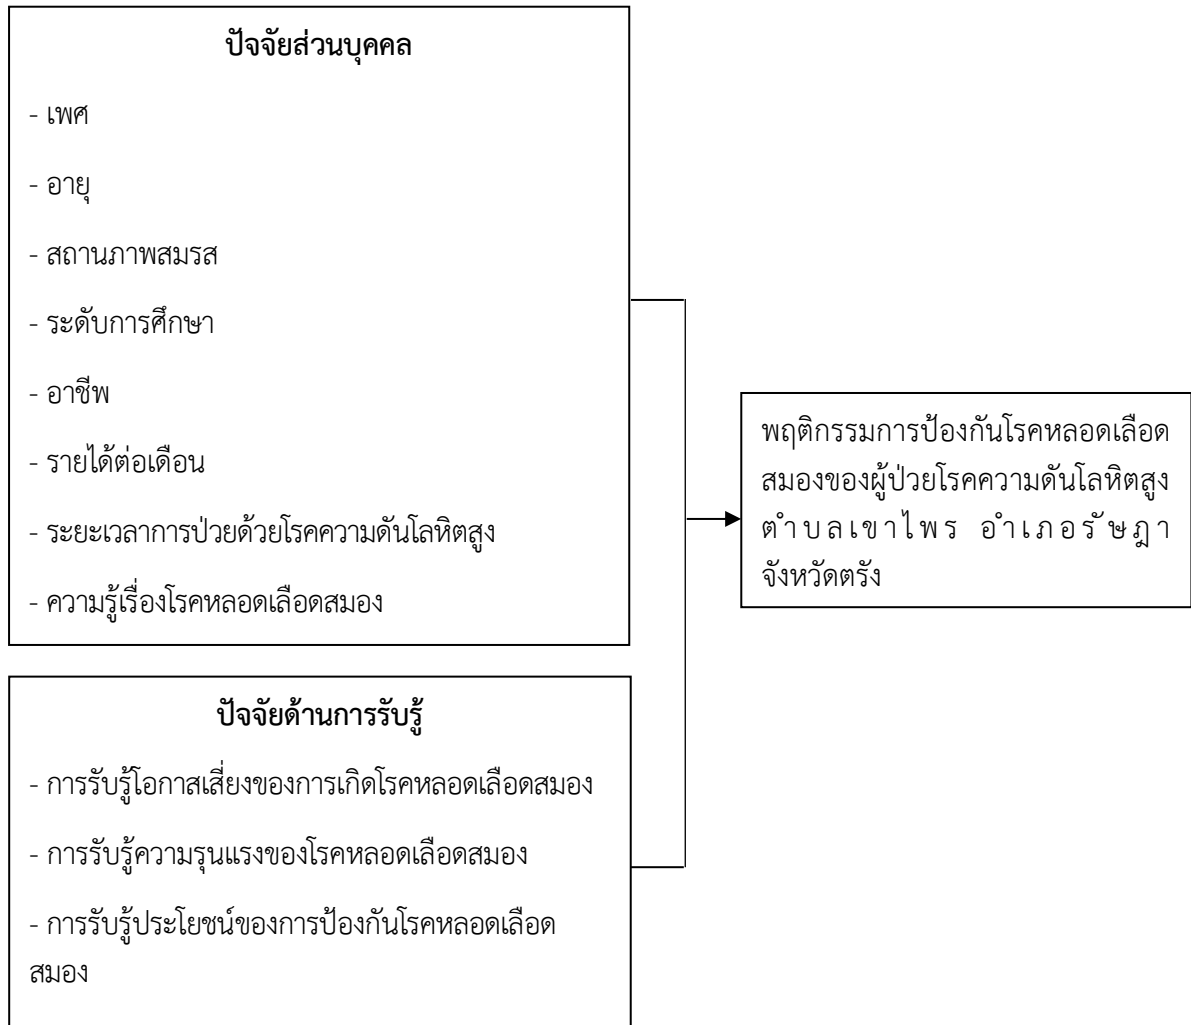 ปัจจัยส่วนบุคคล
- เพศ
- อายุ
- สถานภาพสมรส
- ระดับการศึกษา
- อาชีพ
- รายได้ต่อเดือน
- ระยะเวลาการป่วยด้วยโรคความดันโลหิตสูง
- ความรู้เรื่องโรคหลอดเลือดสมอง
ปัจจัยด้านการรับรู้
- การรับรู้โอกาสเสี่ยงของการเกิดโรคหลอดเลือดสมอง
- การรับรู้ความรุนแรงของโรคหลอดเลือดสมอง
- การรับรู้ประโยชน์ของการป้องกันโรคหลอดเลือด
สมอง
พฤติกรรมการป้องกันโรคหลอดเลือด
สมองของผู้ป่วยโรคความดันโลหิตสูง
ตำบลเขาไพร อำเภอรัษฎา
จังหวัดตรัง